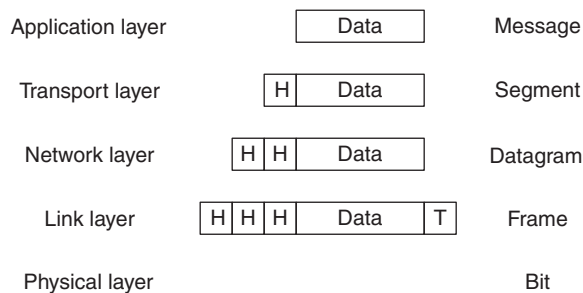 Application layer Data Message
Transport layer H Data Segment
Network layer H H Data Datagram
Link layer H H H Data T Frame
Physical layer Bit